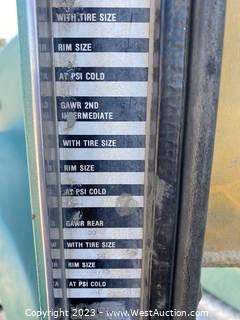 WITH TIRE SIZE
RIM SIZE
AT PSI COLD
GAWR 2ND
INTERMEDIATE
WITH TIRE SIZE
RIM SIZE
AT PSI COLD
GAWR REAR
WITH TIRE SIZE
RIM SIZE
AT PSI COLD
Copyright © 2023 - www.WestAuction.com